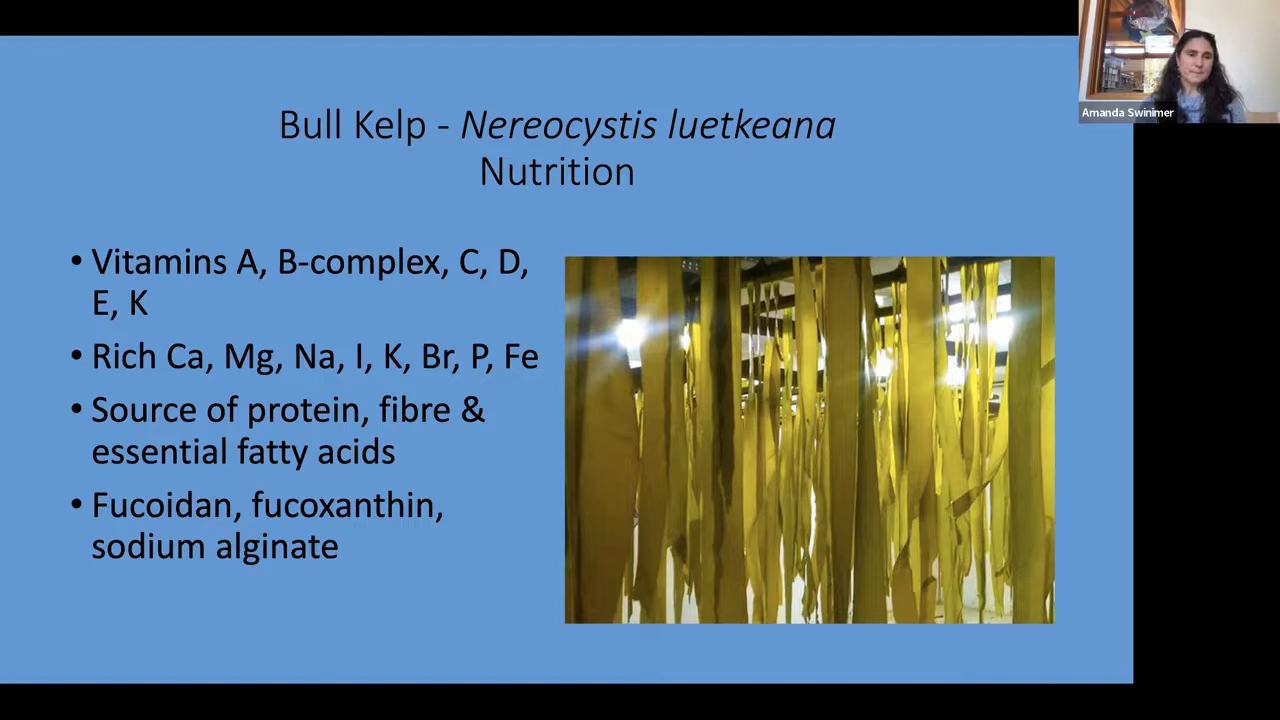 Amanda Swinimer
Bull Kelp - Nereocystis luetkeana
Nutrition
• Vitamins A, B-complex, C, D,
E, K
• Rich Ca, Mg, Na, I, K, Br, P, Fe
• Source of protein, fibre &
essential fatty acids
• Fucoidan, fucoxanthin,
sodium alginate